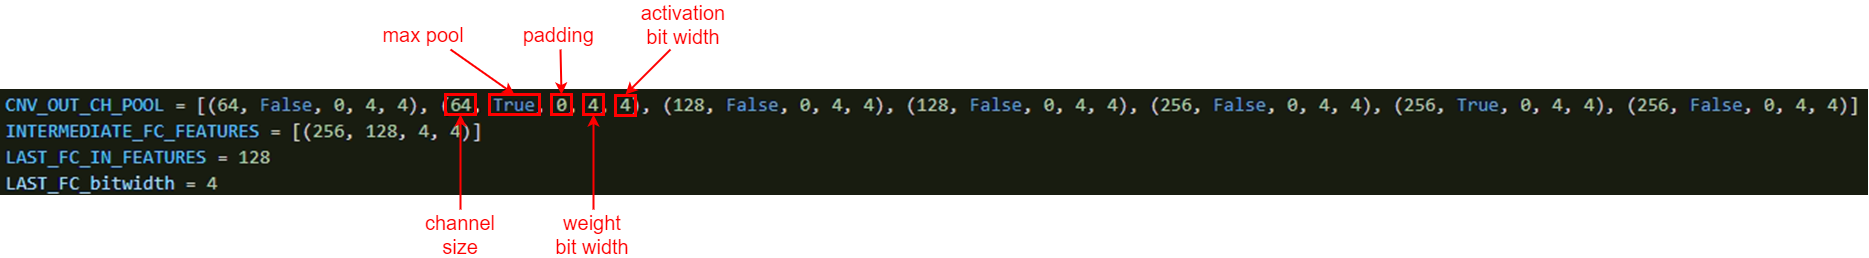 activation
bit width
max pool
padding
CNV_OUT_CH_POOL = [(64, False, 0, 4, 4), (64, True, 0, 4, 4), (128, False, 0, 4, 4), (128, False, 0, 4, 4), (256, False, 0, 4, 4), (256, True, 0, 4, 4), (256, False, 0, 4, 4)]
INTERMEDIATE_FC_FEATURES = [(256, 128, 4, 4)]
LAST_FC_IN_FEATURES = 128
LAST_FC_bitwidth = 4
channel
size
weight
bit width